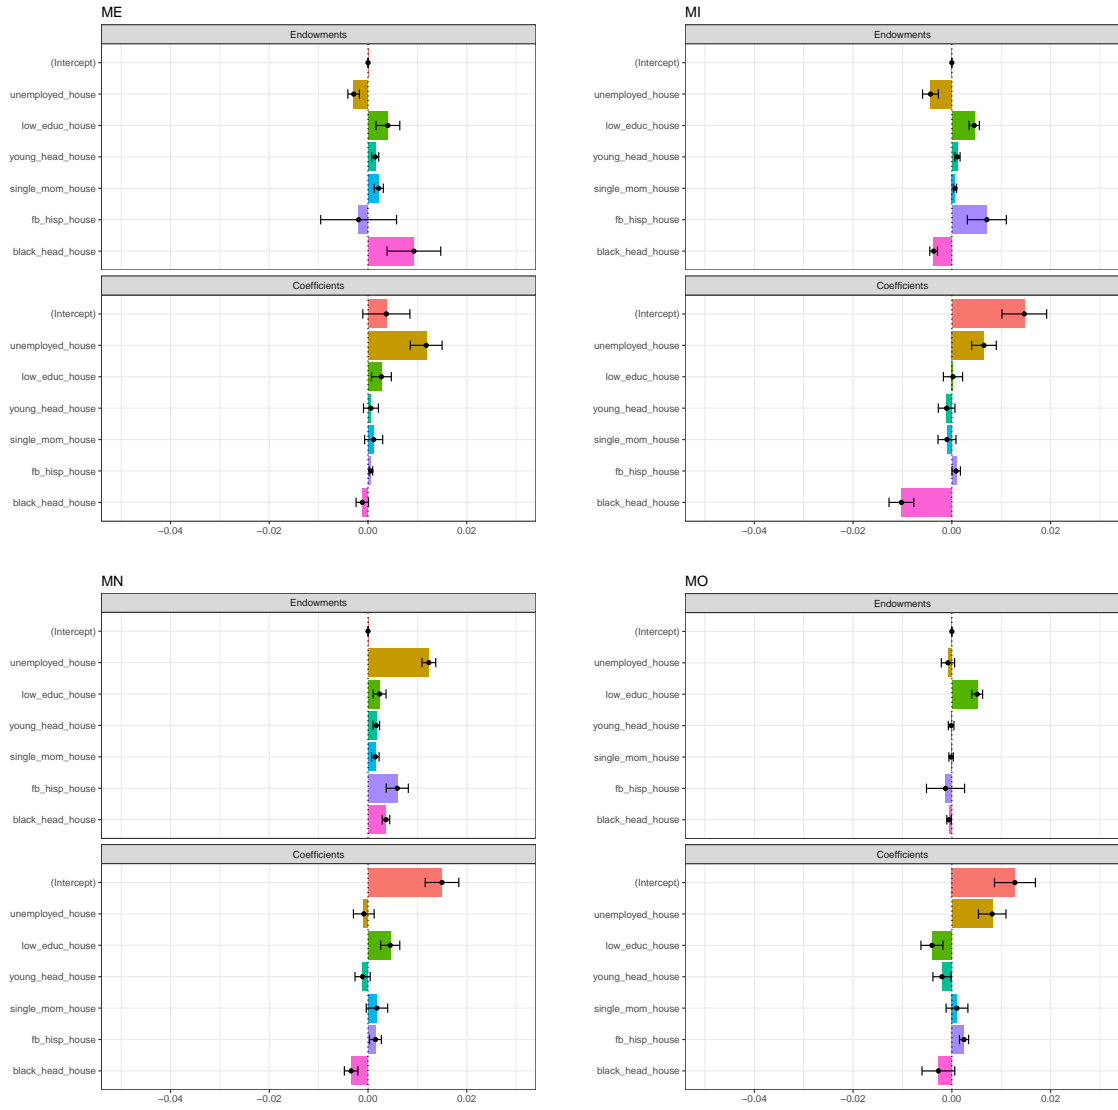 ME
Endowments
(Intercept)
unemployed_house
low_educ_house
young_head_house
single_mom_house
fb_hisp_house
black_head_house
Coefficients
(Intercept)
unemployed_house
low_educ_house
young_head_house
single_mom_house
fb_hisp_house
black_head_house
−0.04 −0.02 0.00 0.02
MI
Endowments
(Intercept)
unemployed_house
low_educ_house
young_head_house
single_mom_house
fb_hisp_house
black_head_house
Coefficients
(Intercept)
unemployed_house
low_educ_house
young_head_house
single_mom_house
fb_hisp_house
black_head_house
−0.04 −0.02 0.00 0.02
MN
Endowments
(Intercept)
unemployed_house
low_educ_house
young_head_house
single_mom_house
fb_hisp_house
black_head_house
Coefficients
(Intercept)
unemployed_house
low_educ_house
young_head_house
single_mom_house
fb_hisp_house
black_head_house
−0.04 −0.02 0.00 0.02
MO
Endowments
(Intercept)
unemployed_house
low_educ_house
young_head_house
single_mom_house
fb_hisp_house
black_head_house
Coefficients
(Intercept)
unemployed_house
low_educ_house
young_head_house
single_mom_house
fb_hisp_house
black_head_house
−0.04 −0.02 0.00 0.02